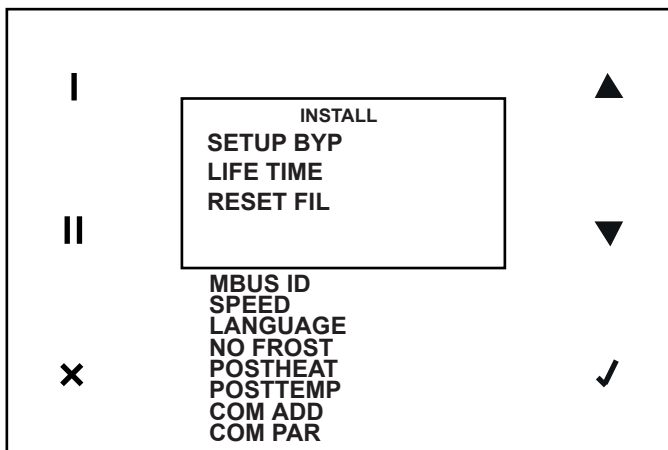 I
INSTALL
SETUP BYP
LIFE TIME
RESET FIL
II
MBUS ID
SPEED
LANGUAGE
NO FROST
POSTHEAT
POSTTEMP
COM ADD
COM PAR